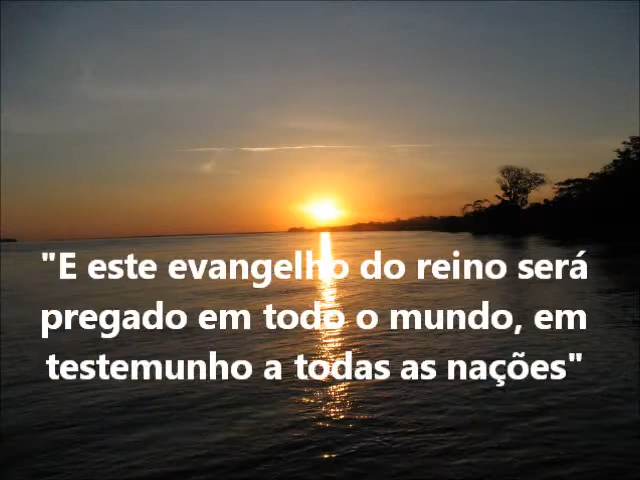 "E este evangelho do reino será
pregado em todo o mundo, em
testemunho a todas as nações"